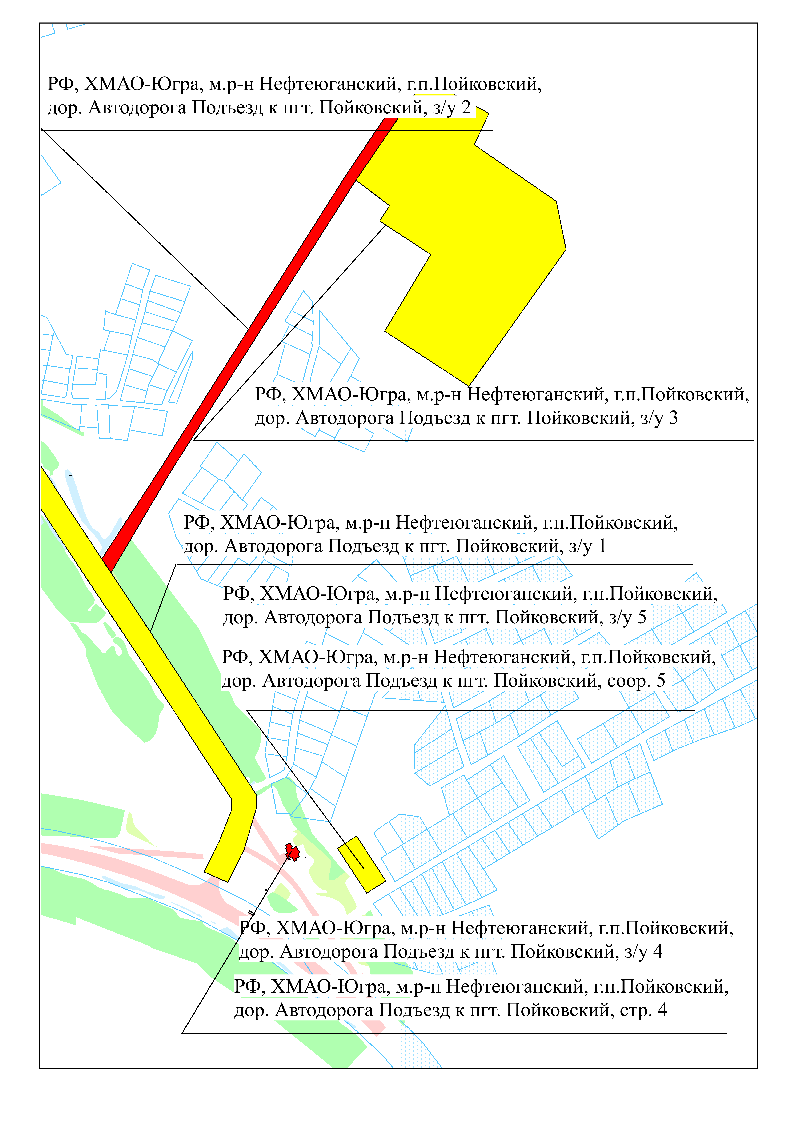 РФ, ХМАО-Югра, м.р-н Нефтеюганский, г.п.Пойковский,
дор. Автодорога Подъезд к пгт. Пойковский, з/у 2
РФ, ХМАО-Югра, м.р-н Нефтеюганский, г.п.Пойковский,
дор. Автодорога Подъезд к пгт. Пойковский, з/у 3
РФ, ХМАО-Югра, м.р-н Нефтеюганский, г.п.Пойковский,
дор. Автодорога Подъезд к пгт. Пойковский, з/у 1
РФ, ХМАО-Югра, м.р-н Нефтеюганский, г.п.Пойковский,
дор. Автодорога Подъезд к пгт. Пойковский, з/у 5
РФ, ХМАО-Югра, м.р-н Нефтеюганский, г.п.Пойковский,
дор. Автодорога Подъезд к пгт. Пойковский, соор. 5
РФ, ХМАО-Югра, м.р-н Нефтеюганский, г.п.Пойковский,
дор. Автодорога Подъезд к пгт. Пойковский, з/у 4
РФ, ХМАО-Югра, м.р-н Нефтеюганский, г.п.Пойковский,
дор. Автодорога Подъезд к пгт. Пойковский, стр. 4